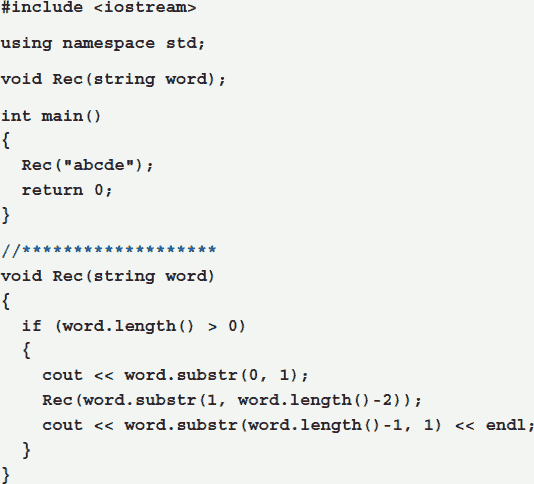 #include <iostream>
using namespace std;
void Rec(string word);
int main()
{
  Rec("abcde");
  return 0;
}
//*******************
void Rec(string word)
{
  if (word.length() > 0)
  {
    cout << word.substr(0, 1);
    Rec(word.substr(1, word.length()-2));
    cout << word.substr(word.length()-1, 1) << endl;
  }
}